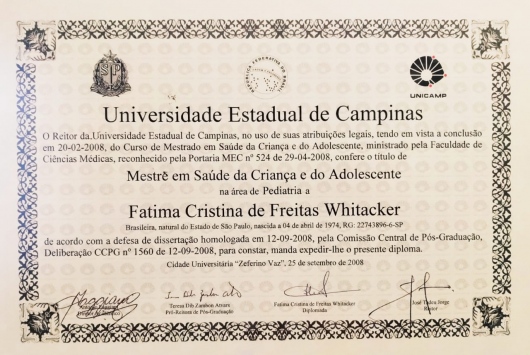 REPÚBLICA FEDERATIVA DO BRASIL
UNICAMP
Universidade Estadual de Campinas
O Reitor da Universidade Estadual de Campinas, no uso de suas atribuições legais, tendo em vista a conclusão
em 20-02-2008, do Curso de Mestrado em Saúde da Criança e do Adolescente, ministrado pela Faculdade de
Ciências Médicas, reconhecido pela Portaria MEC nº 524 de 29-04-2008, confere o título de
Mestre em Saúde da Criança e do Adolescente
na área de Pediatria a
Fatima Cristina de Freitas Whitacker
Brasileira, natural do Estado de São Paulo, nascida a 04 de abril de 1974, RG: 22743896-6-SP
de acordo com a defesa de dissertação homologada em 12-09-2008, pela Comissão Central de Pós-Graduação,
Deliberação CCPG nº 1560 de 12-09-2008, para constar, manda expedir-lhe o presente diploma.
Cidade Universitária "Zeferino Vaz", 25 de setembro de 2008
Teresa Dib Zambon Atvars
Pró-Reitora de Pós-Graduação
Fatima Cristina de Freitas Whitacker
Diplomada
José Tadeu Jorge
Reitor